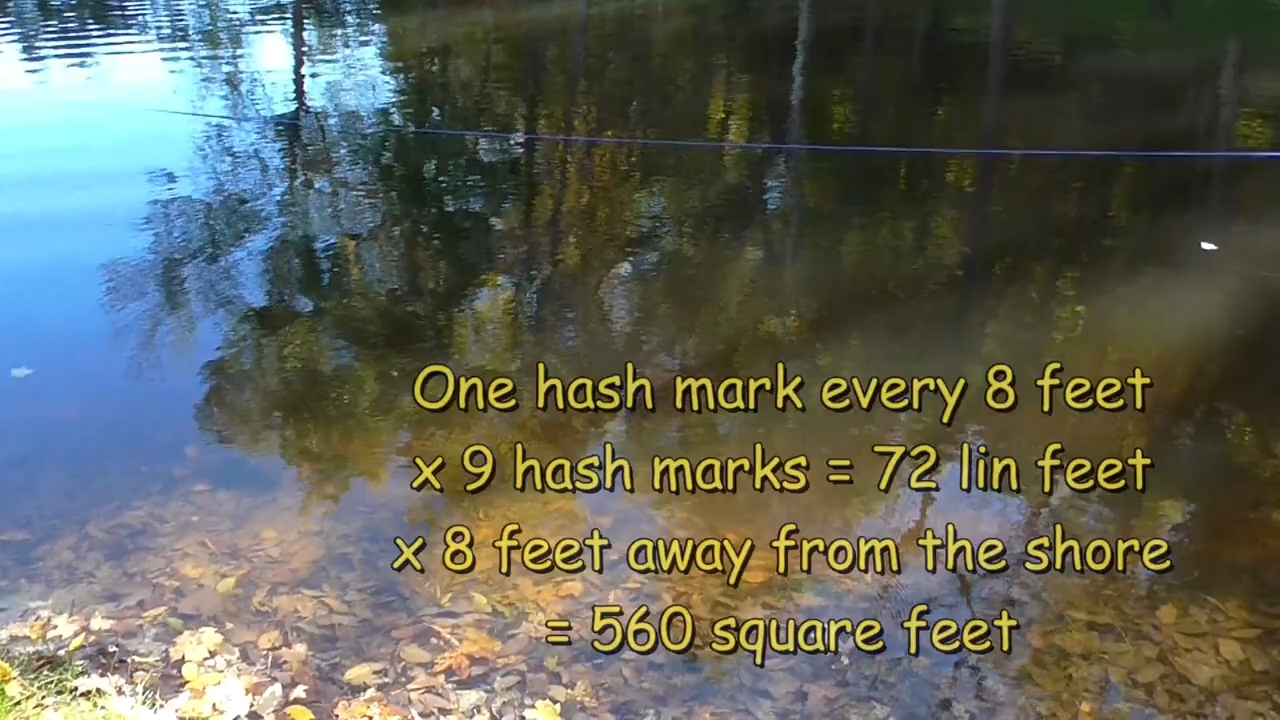 One hash mark every 8 feet
x 9 hash marks = 72 lin feet
x 8 feet away from the shore
= 560 square feet